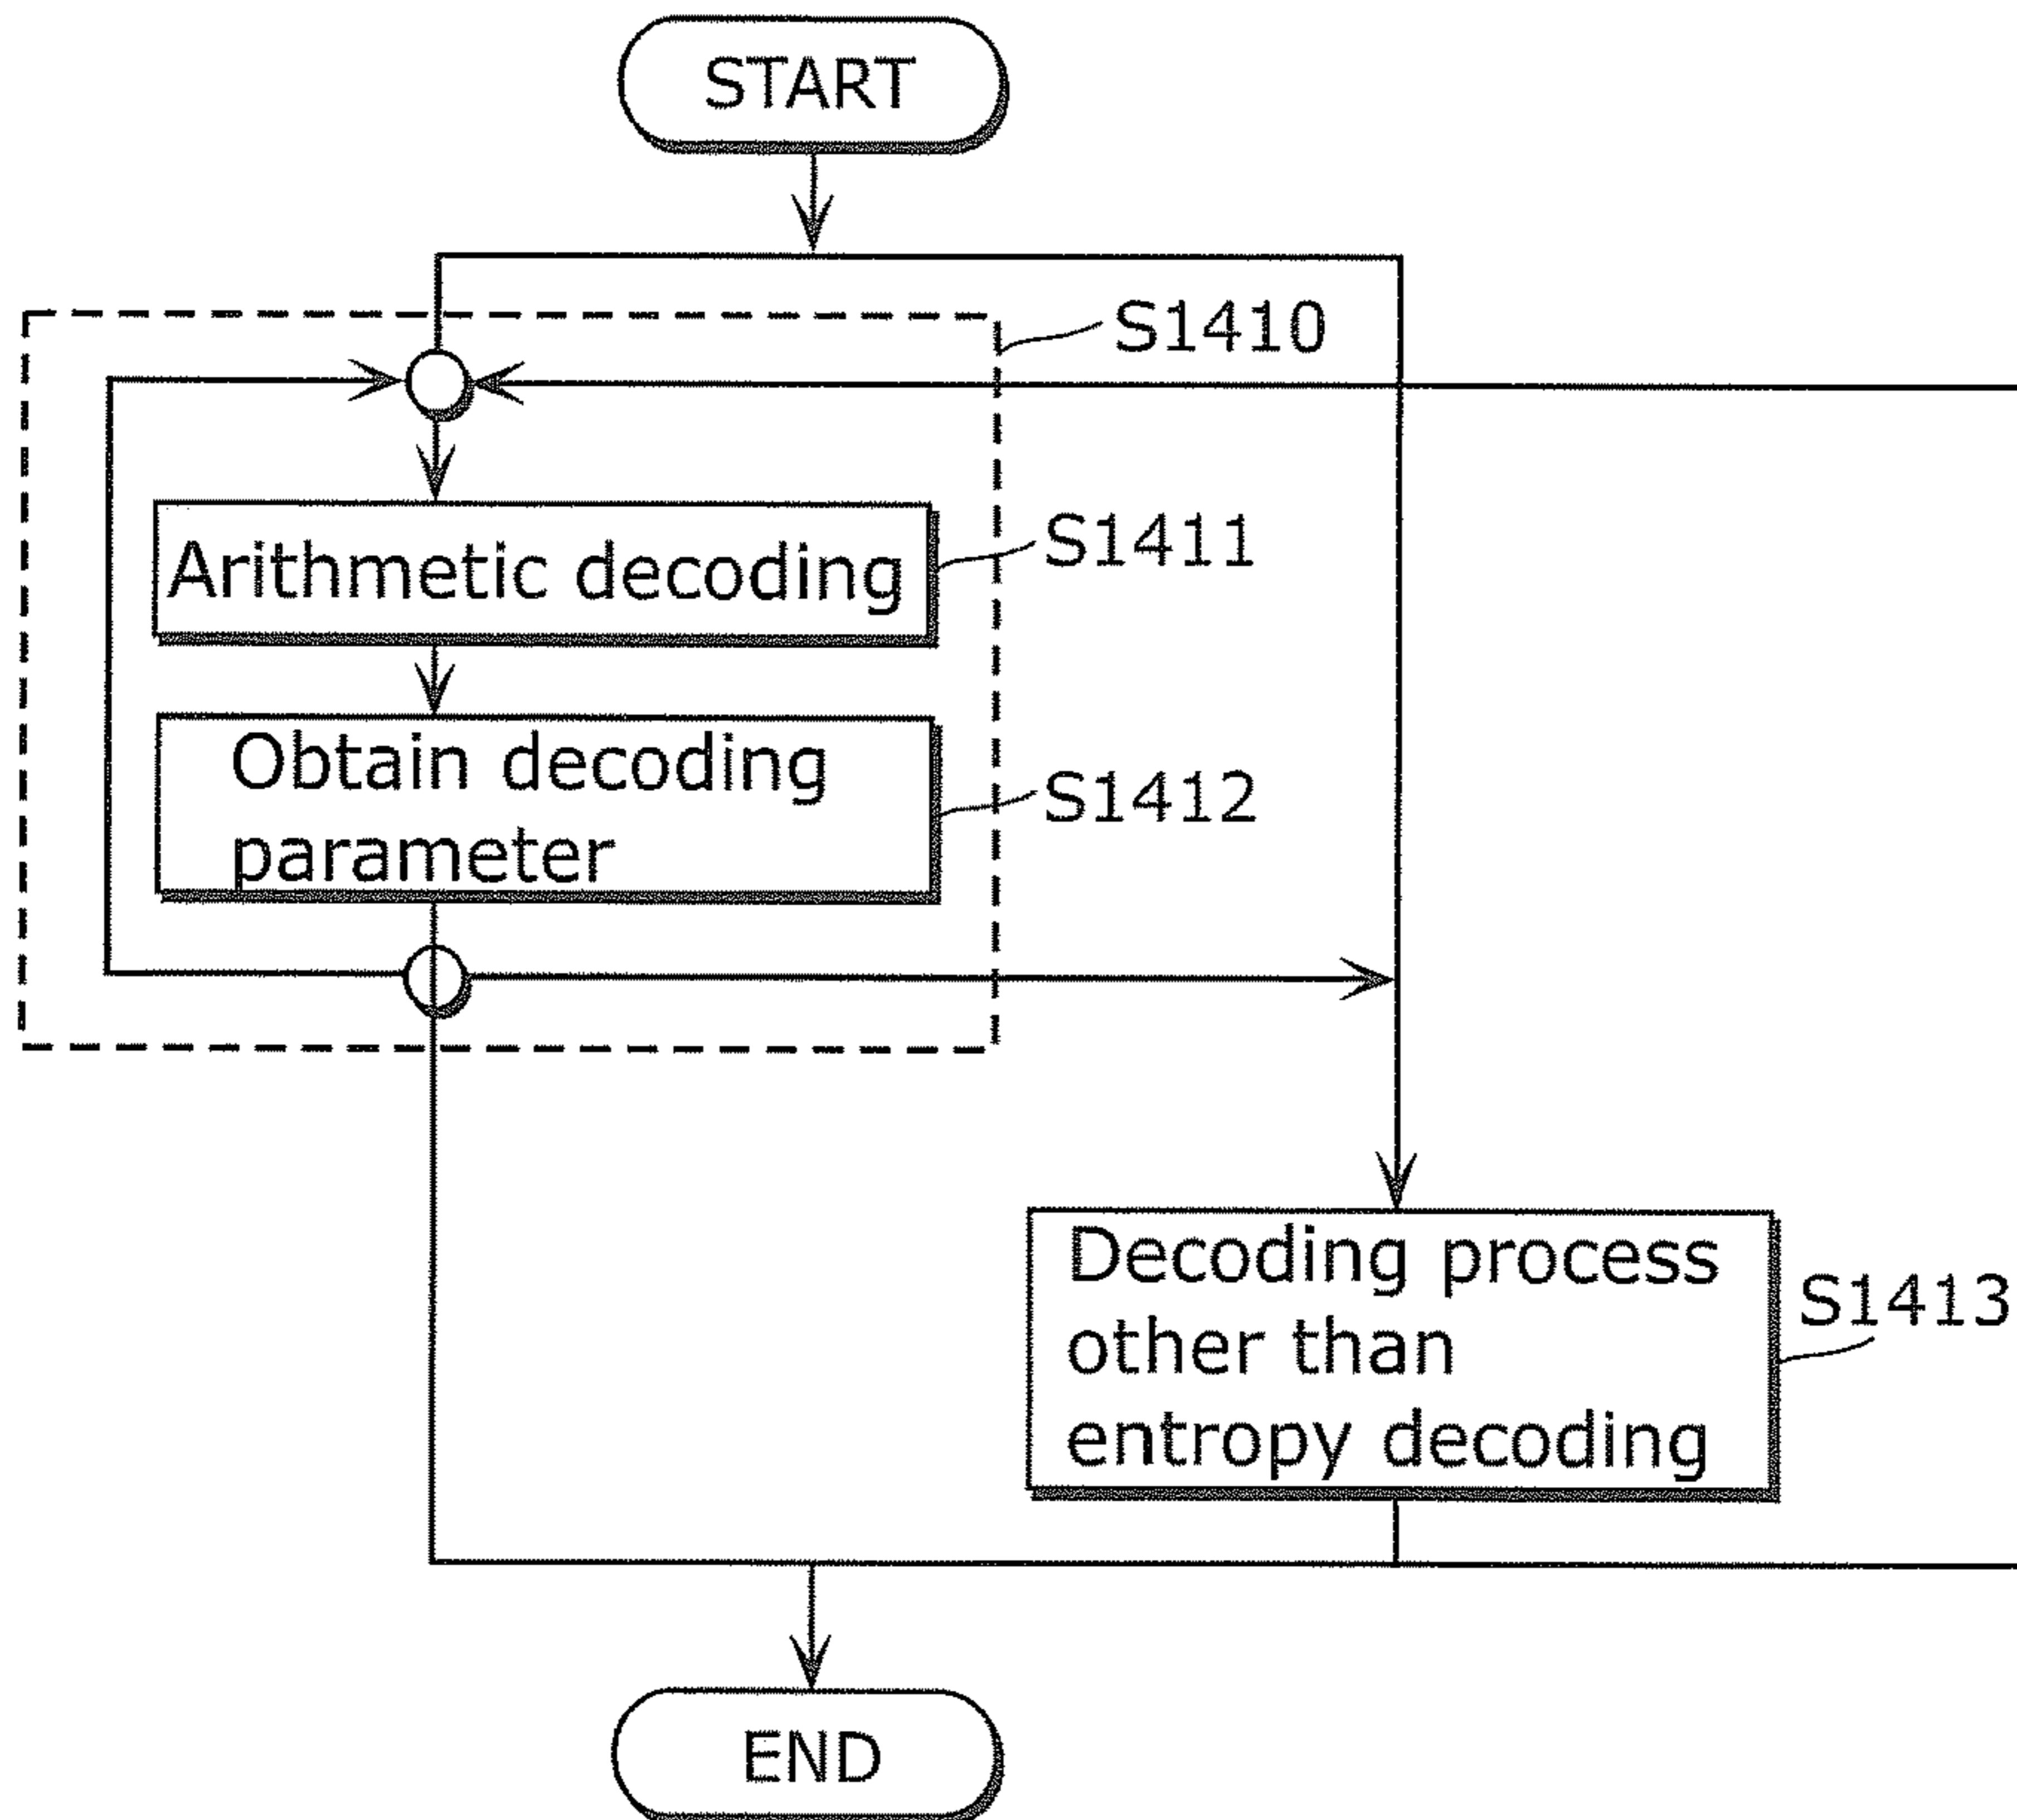 START
S1410
Arithmetic decoding
S1411
Obtain decoding
parameter
S1412
Decoding process
other than
entropy decoding
S1413
END